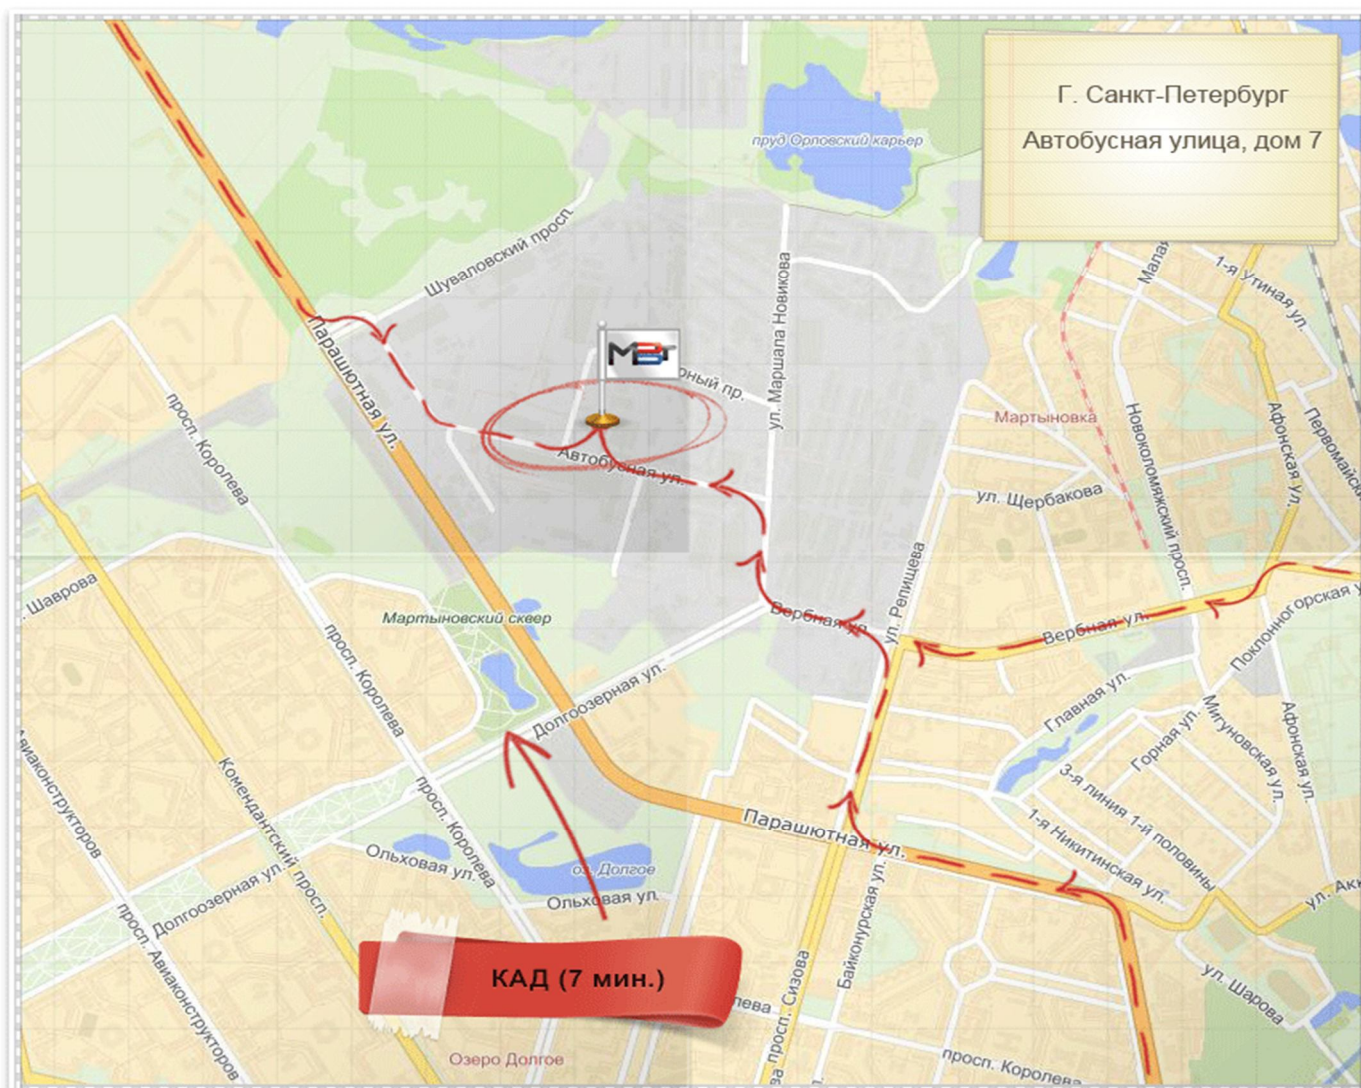 Г. Санкт-Петербург
Автобусная улица, дом 7
пруд Орловский карьер
Шуваловский просп.
ул. Маршала Новикова
Малая
1-я Утиная ул.
Парашютная ул.
пр.
Мартыновка
Новоколомяжский просп.
Афонская ул.
просп. Королева
Автобусная ул.
ул. Щербакова
ул. Репищева
Шаврова
Мартыновский сквер
Вербная ул.
Вербная ул.
Поклонногорская
просп. Королева
Долгоозерная ул.
Главная ул.
Горная ул.
Мигуновская ул.
Афонская ул.
Авиаконструкторов
Комендантский просп.
просп. Королева
Парашютная ул.
3-я линия 1-й половины
1-я Никитинская ул.
Ольховая ул.
оз. Долгое
Ольховая ул.
Долгоозерная ул.
просп. Авиаконструкторов
Байконурская ул.
просп. Сизова
КАД (7 мин.)
ул. Шарова
Озеро Долгое
просп. Королева